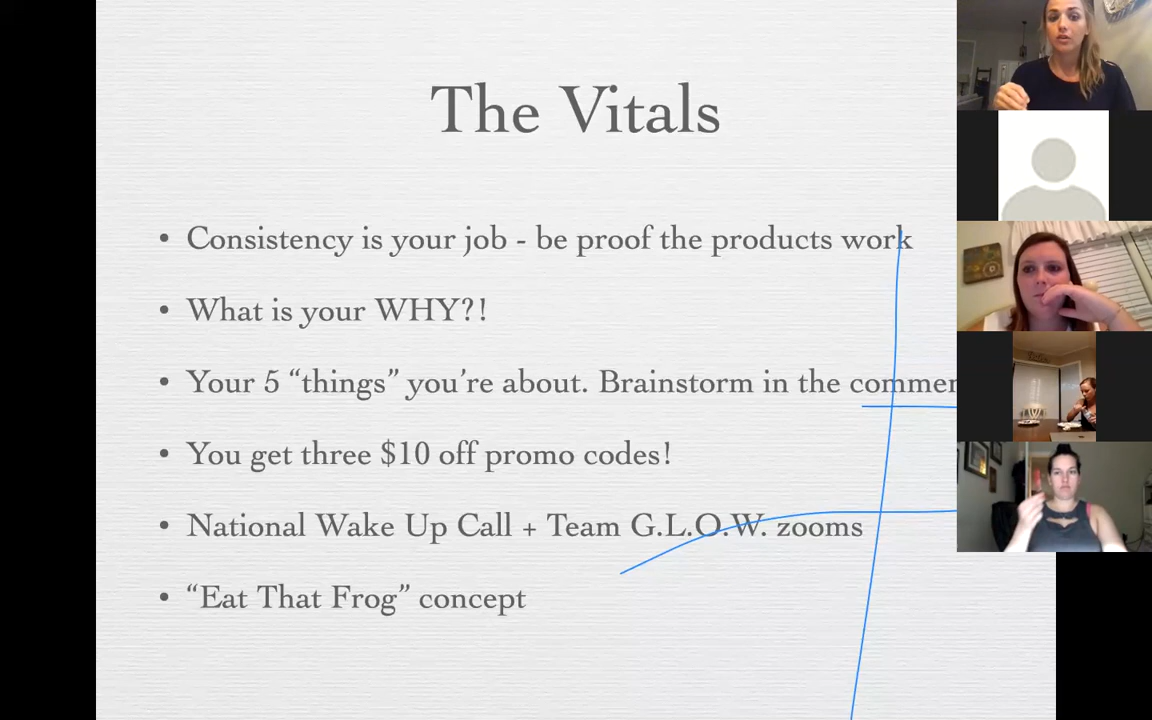 The Vitals
• Consistency is your job - be proof the products work
• What is your WHY?!
• Your 5 “things” you’re about. Brainstorm in the
• You get three $10 off promo codes!
• National Wake Up Call + Team G.L.O.W. zooms
• “Eat That Frog” concept